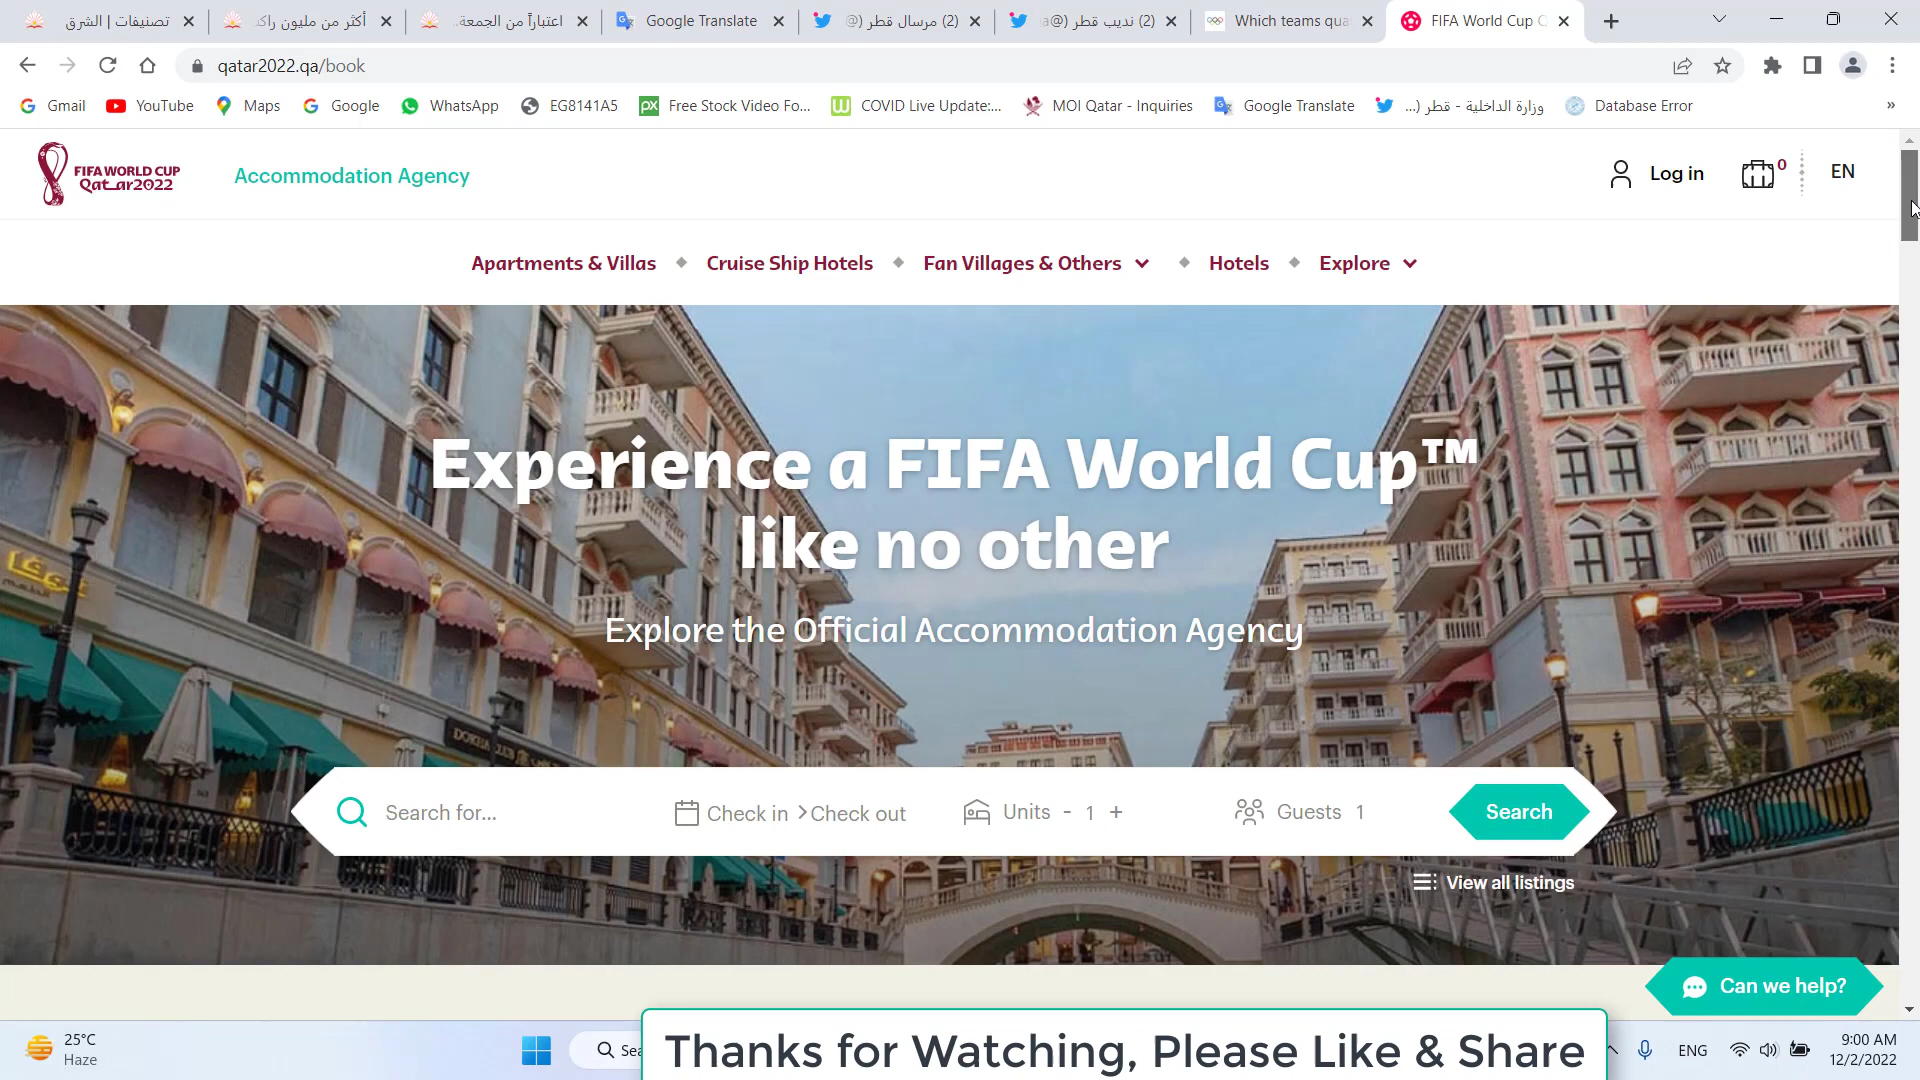 تصنيفات | الشرق
أكثر من مليون راكب
اعتباراً من الجمعة..
Google Translate
(2) مرسال قطر (@
(2) نديب قطر (@a
Which teams qua
FIFA World Cup Q
qatar2022.qa/book
Gmail
YouTube
Maps
Google
WhatsApp
EG8141A5
Free Stock Video Fo...
COVID Live Update:...
MOI Qatar - Inquiries
Google Translate
وزارة الداخلية - قطر (...
Database Error
»
FIFA WORLD CUP
Qatar2022
Accommodation Agency
Log in
0
EN
Apartments & Villas
Cruise Ship Hotels
Fan Villages & Others
Hotels
Explore
Experience a FIFA World Cup™
like no other
Explore the Official Accommodation Agency
Search for...
Check in > Check out
Units - 1 +
Guests 1
Search
View all listings
Can we help?
25°C
Haze
Sea
Thanks for Watching, Please Like & Share
ENG
9:00 AM
12/2/2022